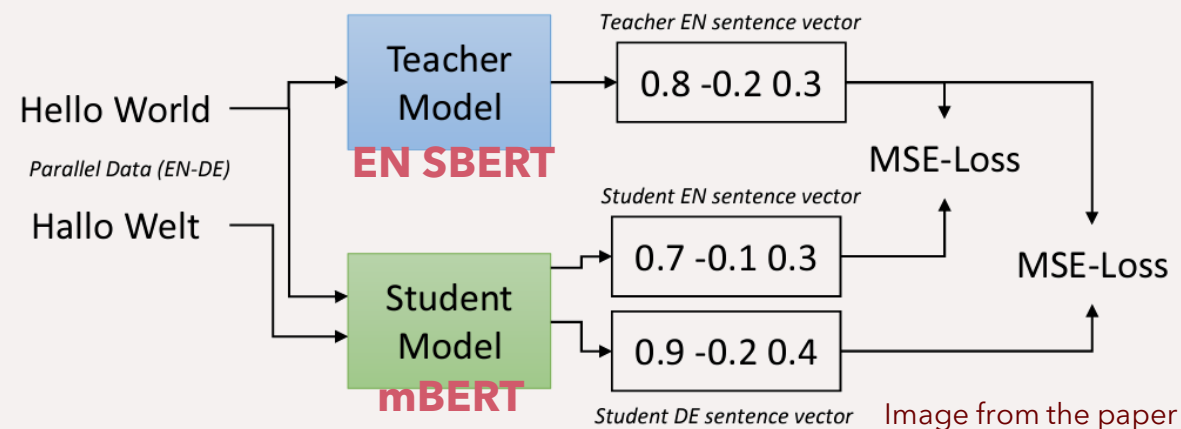 Teacher EN sentence vector
Teacher
Model
EN SBERT
0.8 -0.2 0.3
Hello World
Parallel Data (EN-DE)
Hallo Welt
MSE-Loss
Student EN sentence vector
0.7 -0.1 0.3
MSE-Loss
Student
Model
mBERT
0.9 -0.2 0.4
Student DE sentence vector
Image from the paper